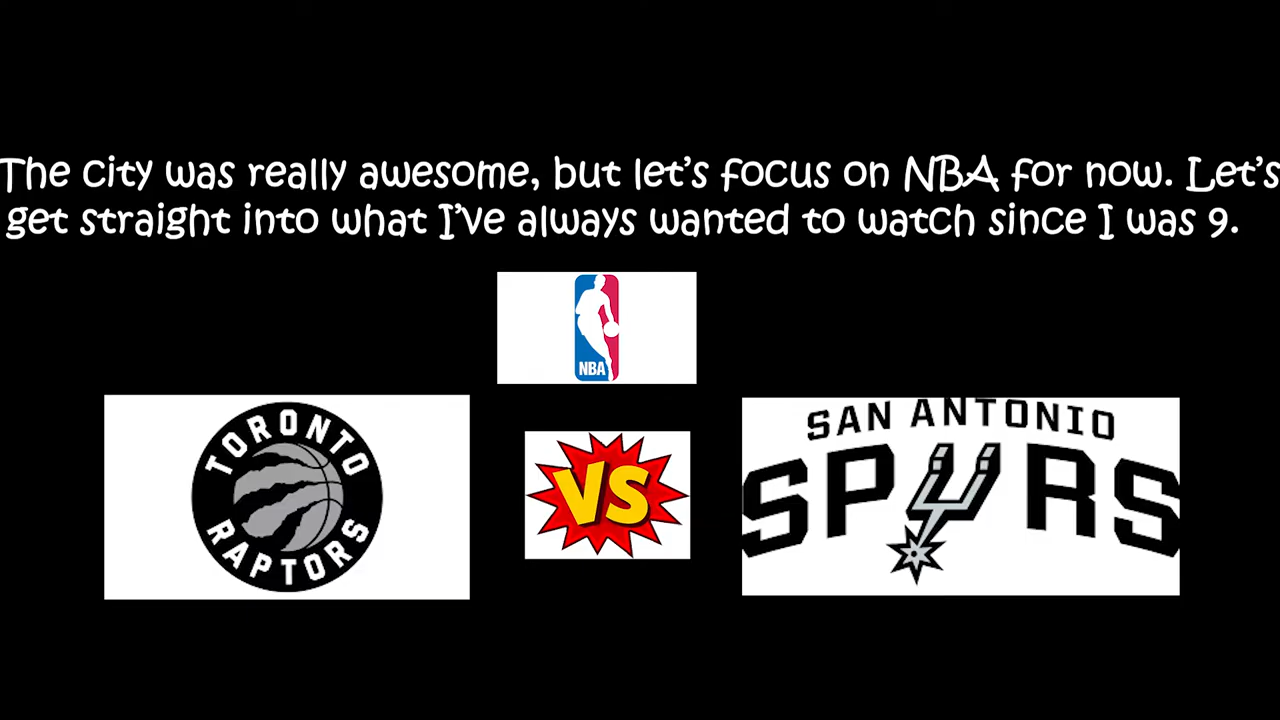 The city was really awesome, but let's focus on NBA for now. Let's
get straight into what I've always wanted to watch since I was 9.
NBA
TORONTO
RAPTORS
VS
SAN ANTONIO
SPURS